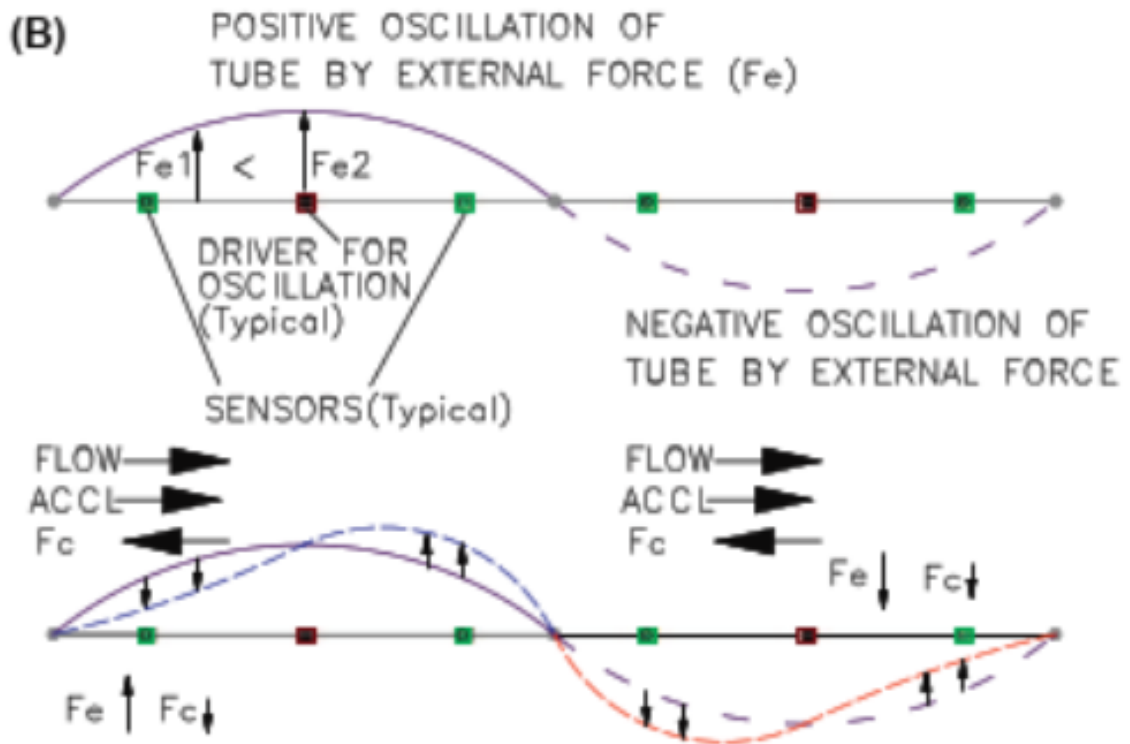 (B)
POSITIVE OSCILLATION OF
TUBE BY EXTERNAL FORCE (Fe)
Fe1 < Fe2
DRIVER FOR
OSCILLATION
(Typical)
NEGATIVE OSCILLATION OF
TUBE BY EXTERNAL FORCE
SENSORS(Typical)
FLOW
ACCL
Fc
FLOW
ACCL
Fc
Fe Fc
Fe Fc